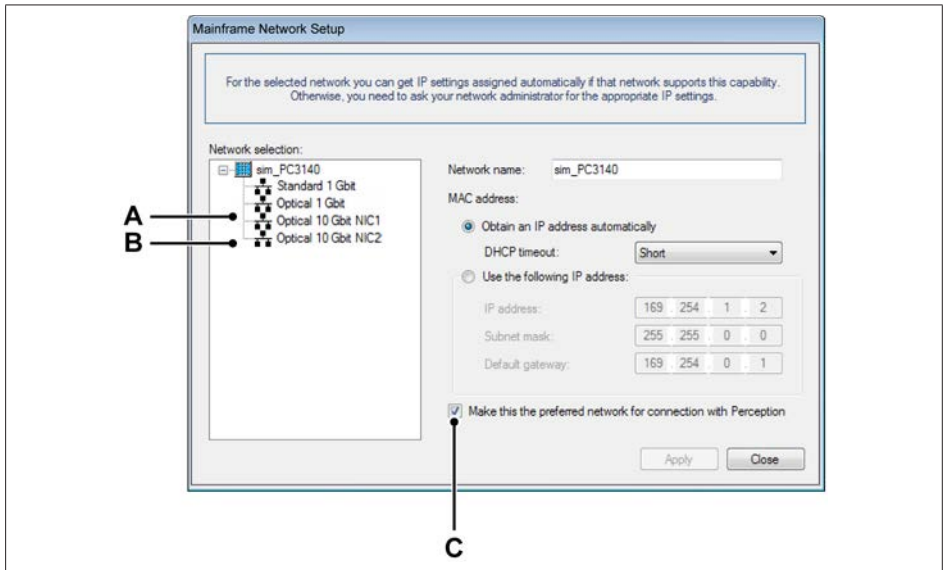 Mainframe Network Setup
For the selected network you can get IP settings assigned automatically if that network supports this capability.
Otherwise, you need to ask your network administrator for the appropriate IP settings.
Network selection:
sim_PC3140
Standard 1 Gbit
Optical 1 Gbit
Optical 10 Gbit NIC1
Optical 10 Gbit NIC2
A
B
Network name: sim_PC3140
MAC address:
Obtain an IP address automatically
DHCP timeout: Short
Use the following IP address:
IP address: 169 . 254 . 1 . 2
Subnet mask: 255 . 255 . 0 . 0
Default gateway: 169 . 254 . 0 . 1
Make this the preferred network for connection with Perception
Apply Close
C